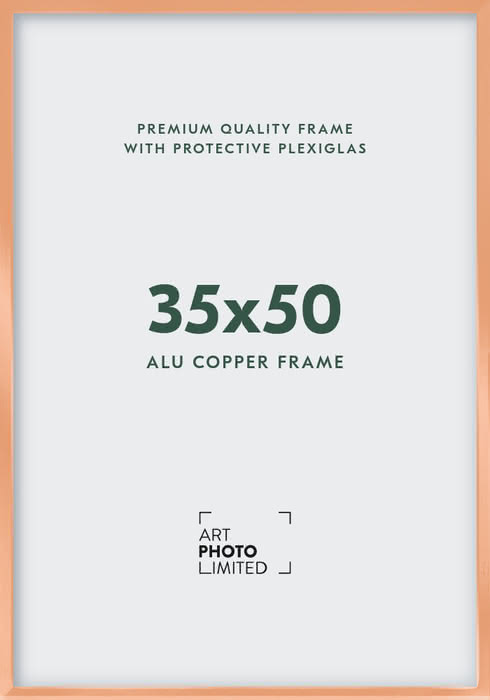 PREMIUM QUALITY FRAME
WITH PROTECTIVE PLEXIGLAS
35x50
ALU COPPER FRAME
ART
PHOTO
LIMITED